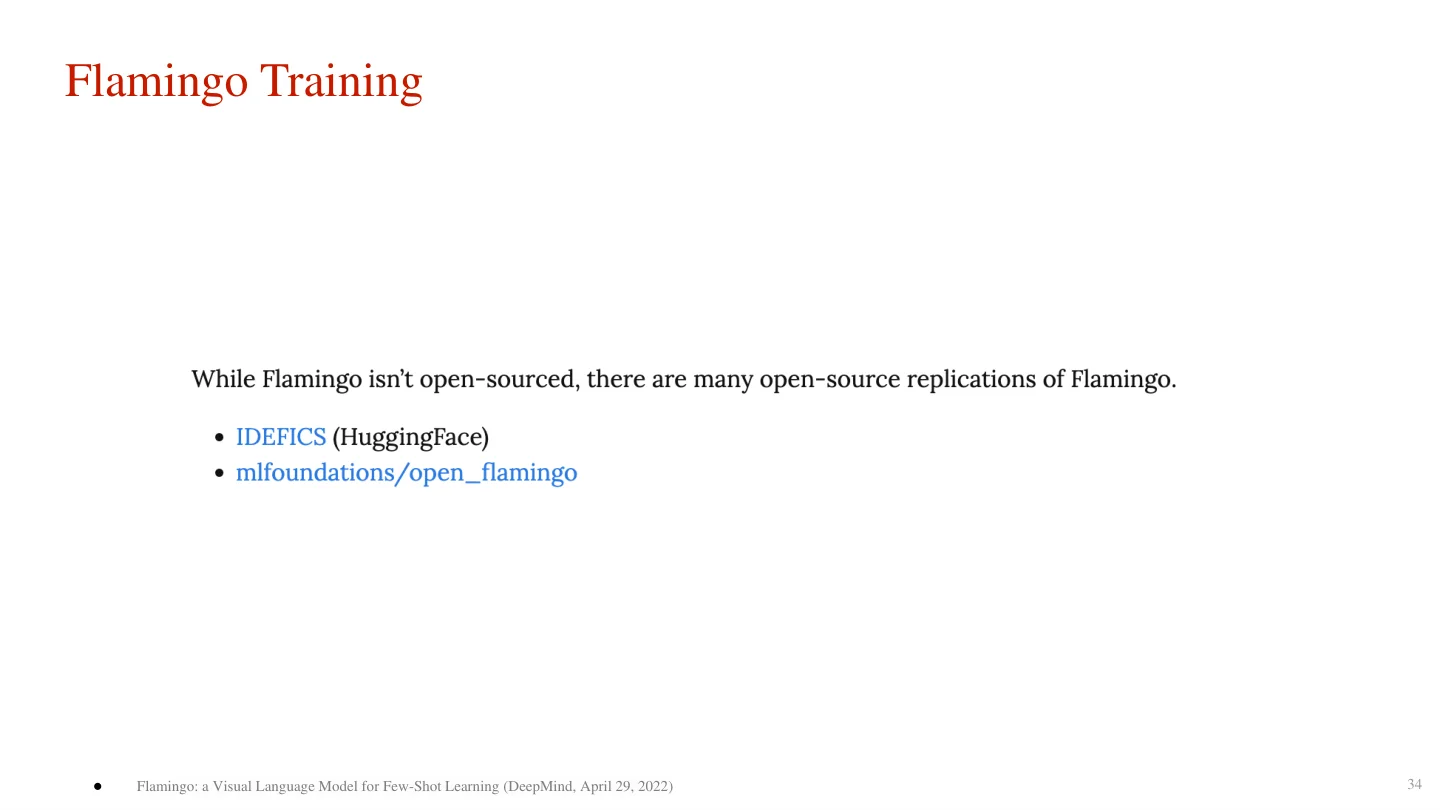 Flamingo Training
While Flamingo isn’t open-sourced, there are many open-source replications of Flamingo.
• IDEFICS (HuggingFace)
• mlfoundations/open_flamingo
• Flamingo: a Visual Language Model for Few-Shot Learning (DeepMind, April 29, 2022)
34